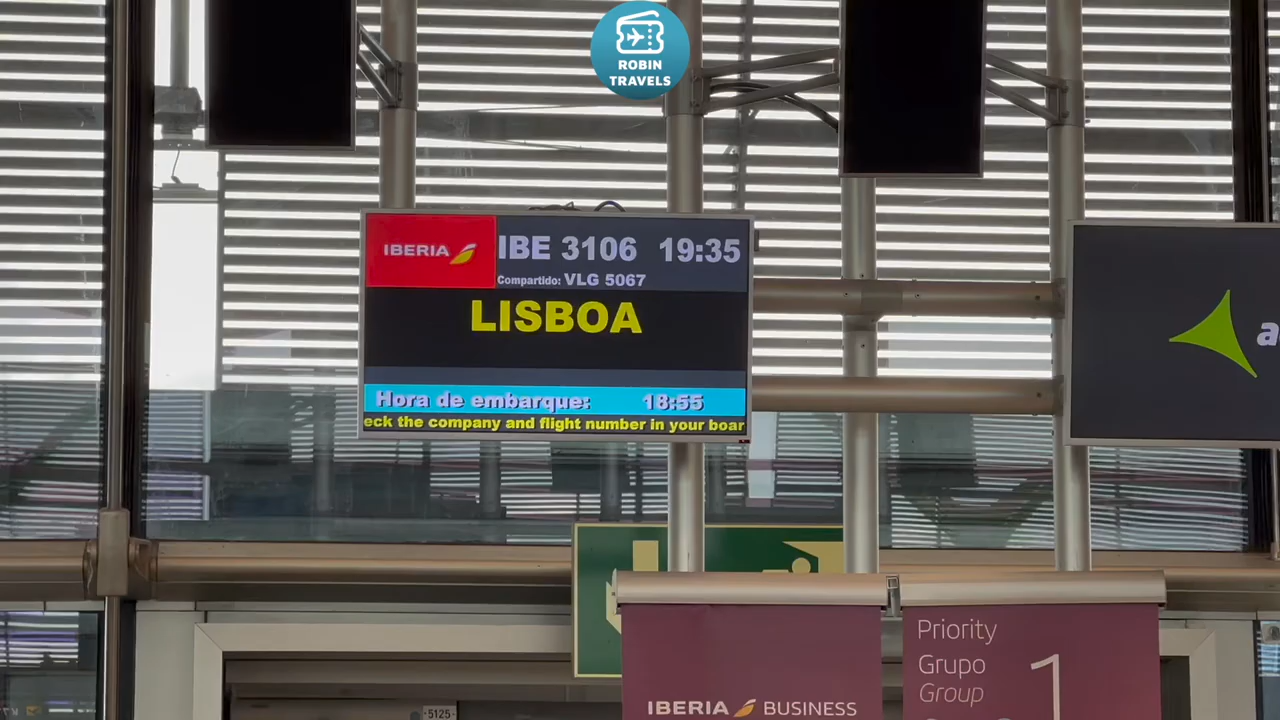 ROBIN
TRAVELS
IBERIA
IBE 3106 19:35
Compartido: VLG 5067
LISBOA
Hora de embarque: 18:55
eck the company and flight number in your boar
a
Priority
Grupo
Group
1
IBERIA BUSINESS
5125